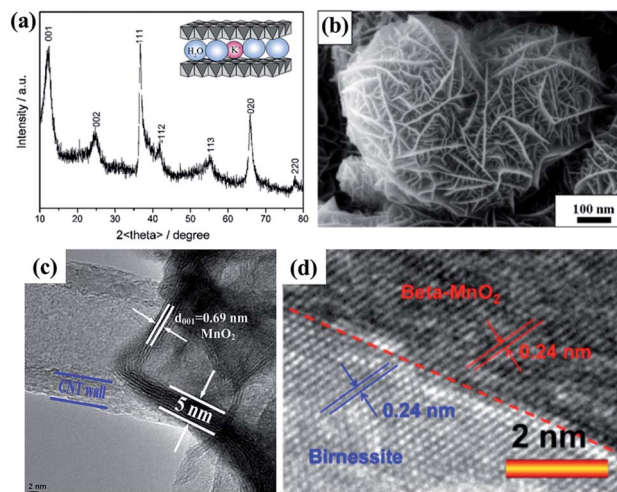 (a)
001
002
111
112
113
020
220
H₂O
K
Intensity / a.u.
10 20 30 40 50 60 70 80
2<theta> / degree
(b)
100 nm
(c)
d₀₀₁=0.69 nm
MnO₂
CNT wall
5 nm
2 nm
(d)
Beta-MnO₂
0.24 nm
0.24 nm
Birnessite
2 nm